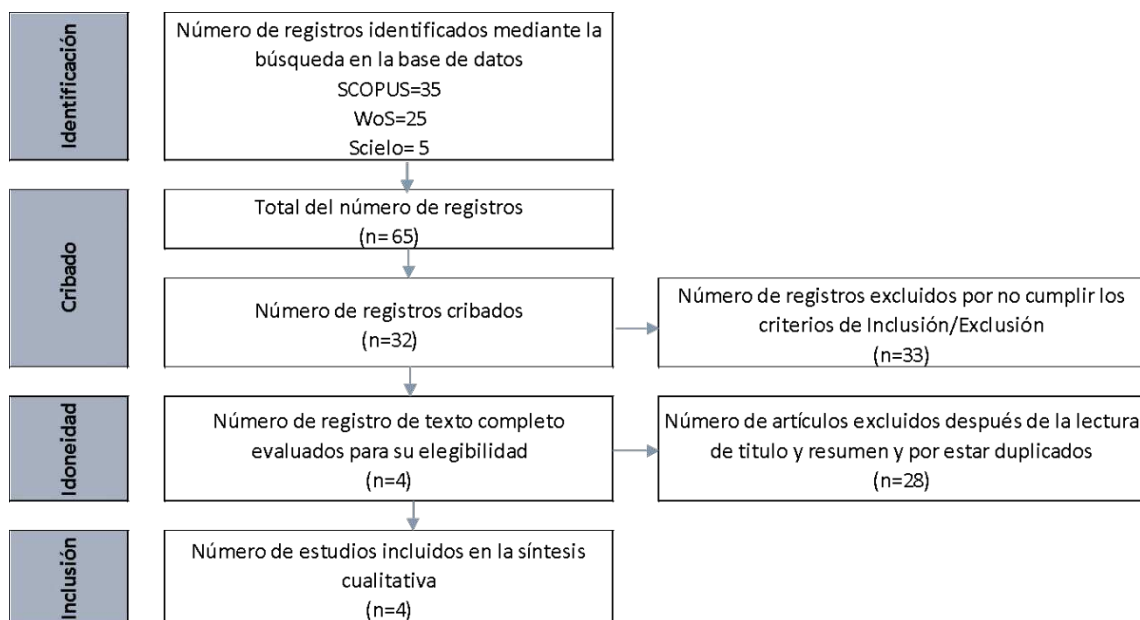 Identificación
Número de registros identificados mediante la
búsqueda en la base de datos
SCOPUS=35
WoS=25
Scielo= 5
Cribado
Total del número de registros
(n= 65)
Número de registros cribados
(n=32)
Número de registros excluidos por no cumplir los
criterios de Inclusión/Exclusión
(n=33)
Idoneidad
Número de registro de texto completo
evaluados para su elegibilidad
(n=4)
Número de artículos excluidos después de la lectura
de titulo y resumen y por estar duplicados
(n=28)
Inclusión
Número de estudios incluidos en la síntesis
cualitativa
(n=4)